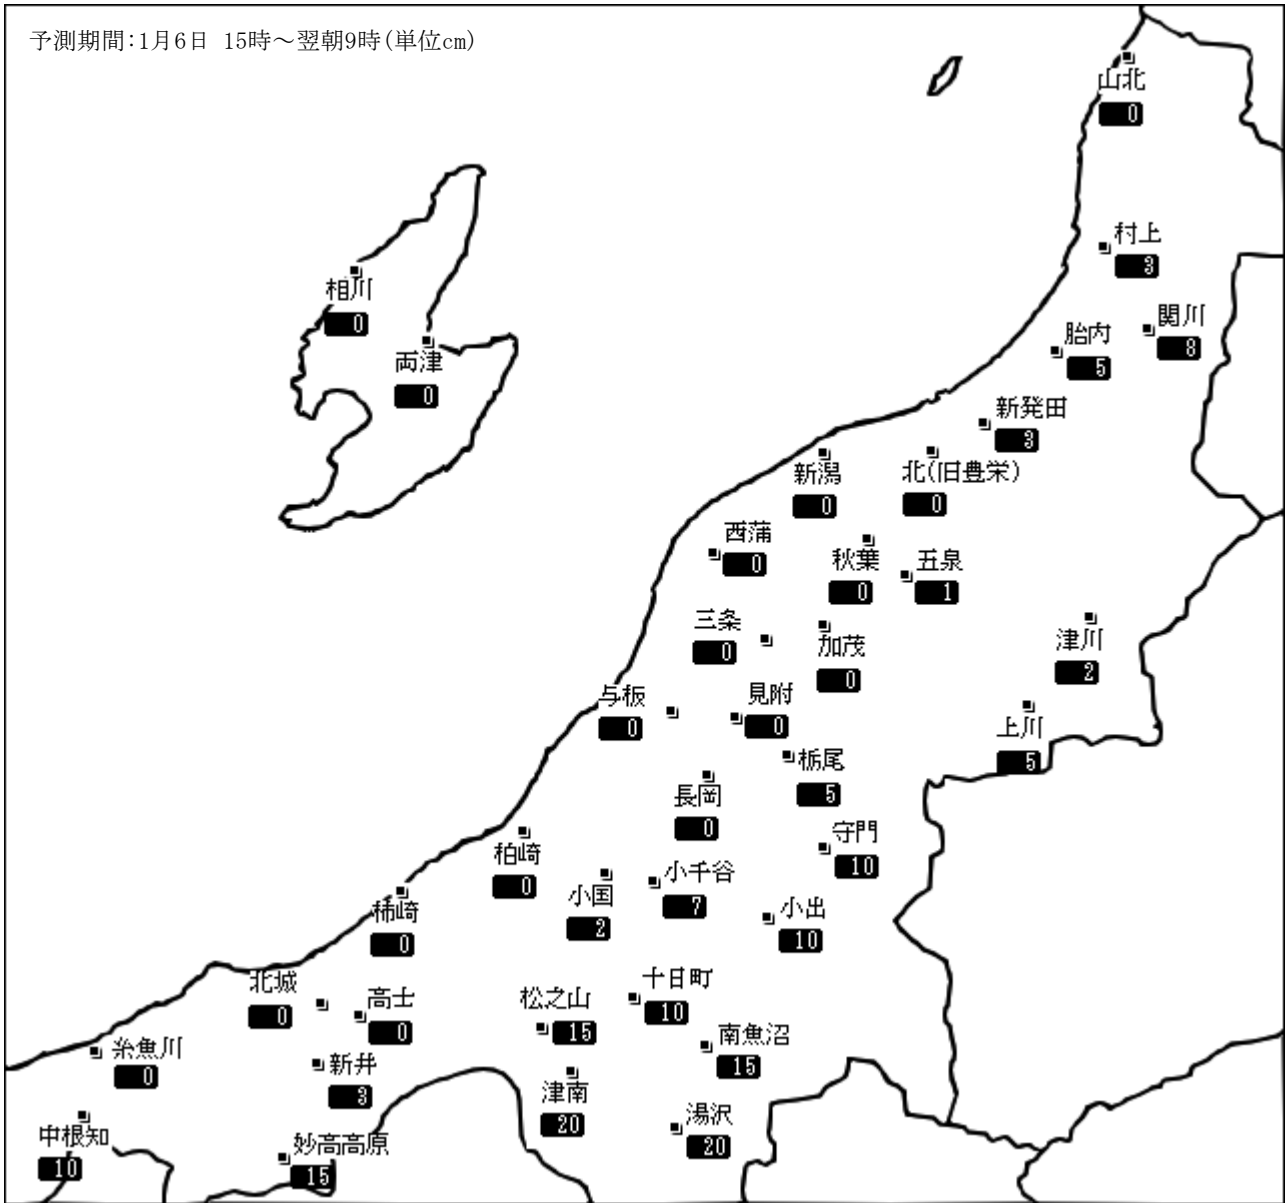 予測期間:1月6日 15時～翌朝9時(単位cm)
山北
0
村上
3
相川
0
関川
8
胎内
5
両津
0
新発田
3
新潟
0
北(旧豊栄)
0
西蒲
0
秋葉
0
五泉
1
三条
0
加茂
0
津川
2
与板
0
見附
0
上川
5
栃尾
5
長岡
0
守門
10
柏崎
0
小千谷
7
小国
2
小出
10
柿崎
0
北城
0
高士
0
松之山
15
十日町
10
南魚沼
15
糸魚川
0
新井
3
津南
20
湯沢
20
中根知
10
妙高高原
15